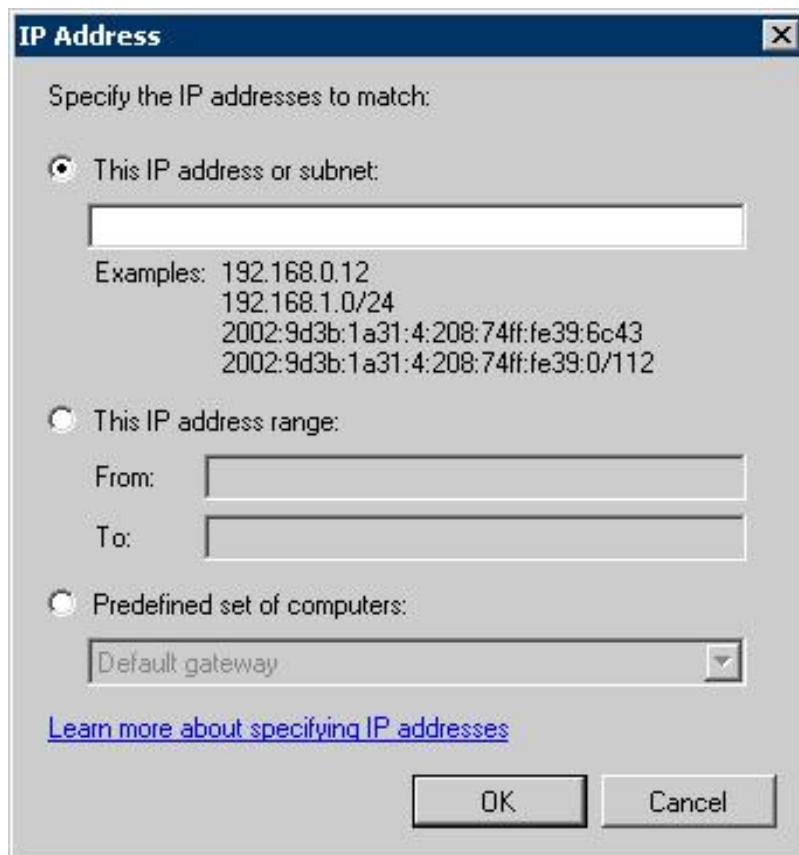 IP Address
Specify the IP addresses to match:
This IP address or subnet:
Examples: 192.168.0.12
192.168.1.0/24
2002:9d3b:1a31:4:208:74ff:fe39:6c43
2002:9d3b:1a31:4:208:74ff:fe39:0/112
This IP address range:
From:
To:
Predefined set of computers:
Default gateway
Learn more about specifying IP addresses
OK Cancel